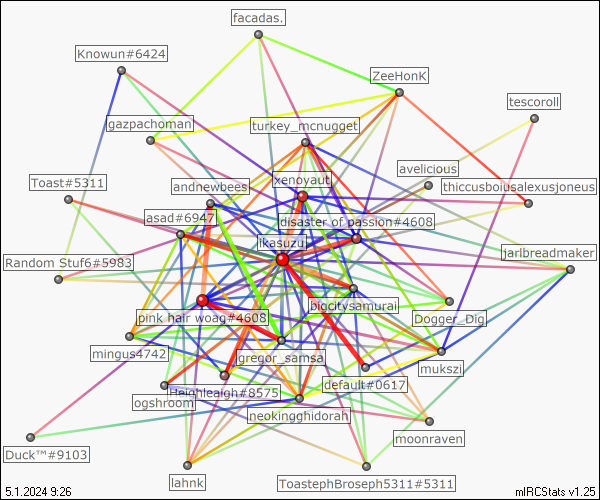 facadas.
Knowun#6424
ZeeHonK
tescoroll
gazpachoman
turkey_mcnugget
avelicious
Toast#5311
andnewbees
xenoyaut
thiccusboiusalexusjoneus
asad#6947
disaster of passion#4608
ikasuzui
jarlbreadmaker
Random Stuf6#5983
bigcitysamurai
pink hair woag#4608
Dogger_Dig
mingus4742
gregor_samsa
mukszi
Heighleaigh#8575
default#0617
ogshroom
neokingghidorah
moonraven
Duck™#9103
lahnk
ToastephBroseph5311#5311
5.1.2024 9:26
mIRCStats v1.25